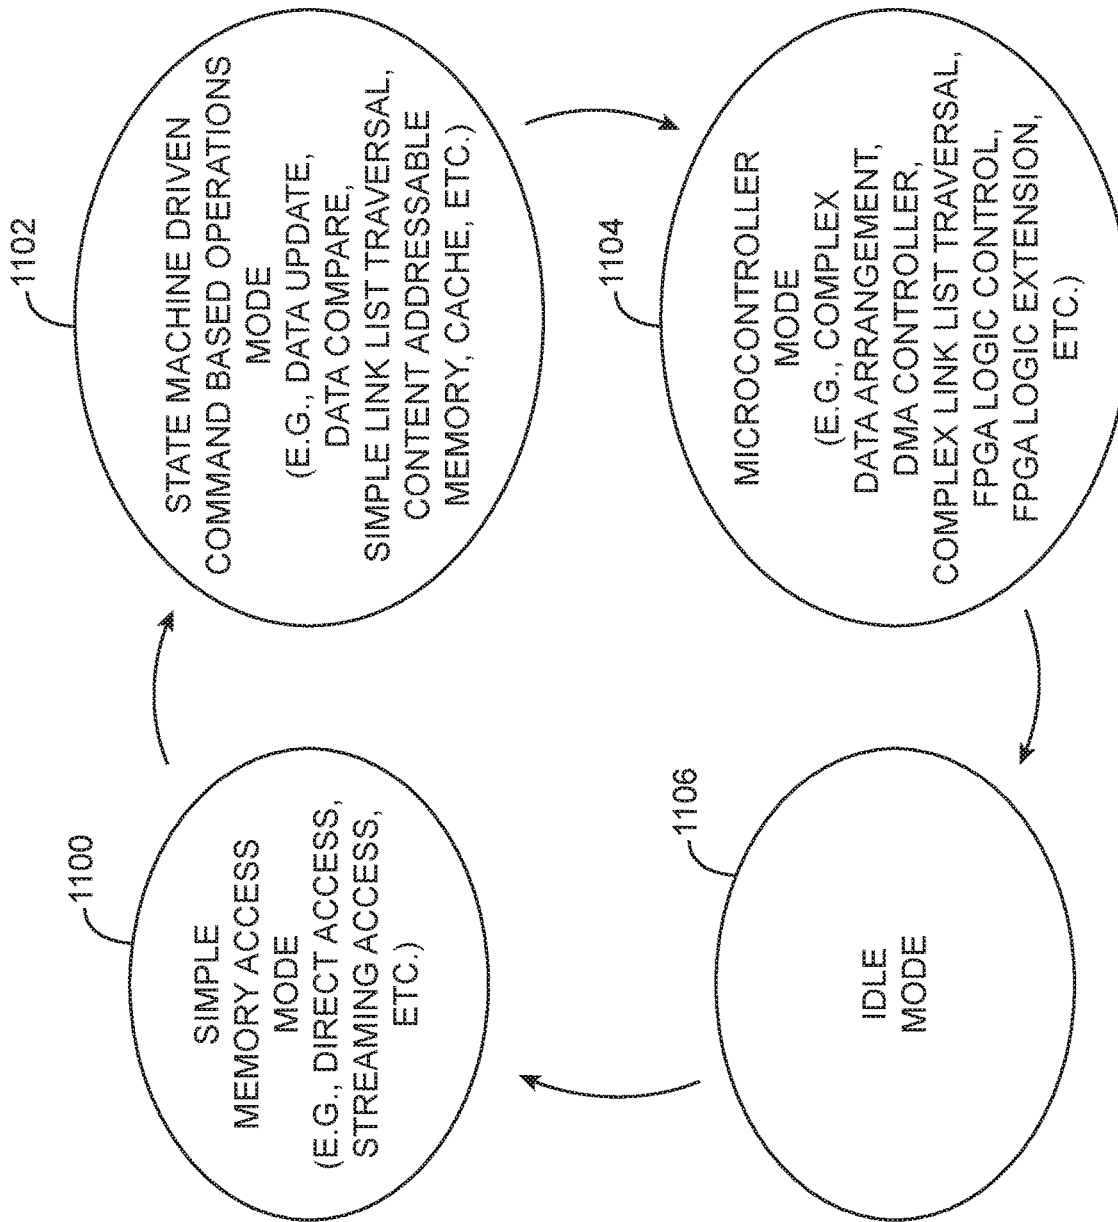 1100
SIMPLE
MEMORY ACCESS
MODE
(E.G., DIRECT ACCESS,
STREAMING ACCESS,
ETC.)
1102
STATE MACHINE DRIVEN
COMMAND BASED OPERATIONS
MODE
(E.G., DATA UPDATE,
DATA COMPARE,
SIMPLE LINK LIST TRAVERSAL,
CONTENT ADDRESSABLE
MEMORY, CACHE, ETC.)
1106
IDLE
MODE
1104
MICROCONTROLLER
MODE
(E.G., COMPLEX
DATA ARRANGEMENT,
DMA CONTROLLER,
COMPLEX LINK LIST TRAVERSAL,
FPGA LOGIC CONTROL,
FPGA LOGIC EXTENSION,
ETC.)